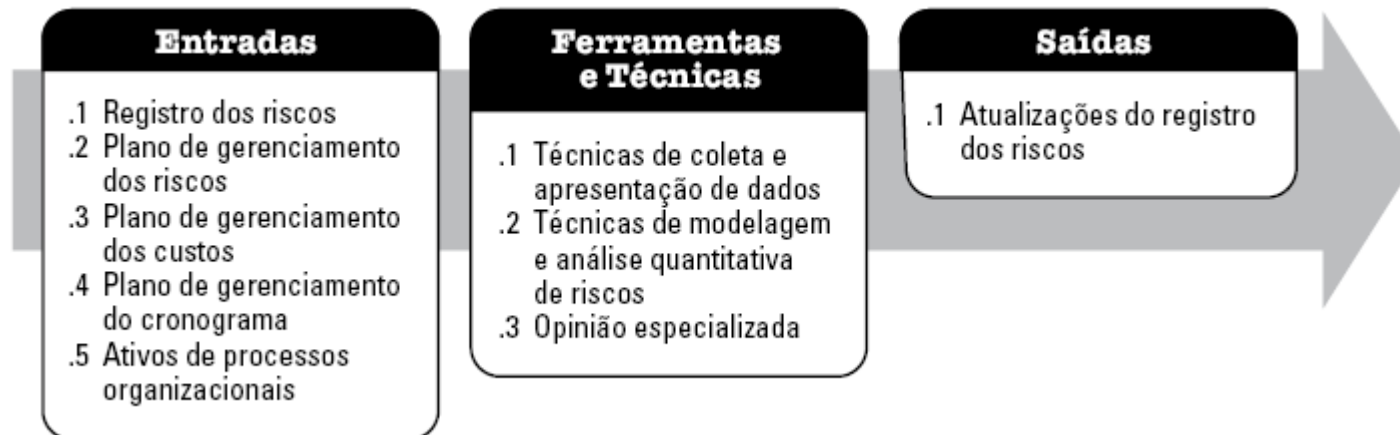 Entradas
.1 Registro dos riscos
.2 Plano de gerenciamento
dos riscos
.3 Plano de gerenciamento
dos custos
.4 Plano de gerenciamento
do cronograma
.5 Ativos de processos
organizacionais
Ferramentas
e Técnicas
.1 Técnicas de coleta e
apresentação de dados
.2 Técnicas de modelagem
e análise quantitativa
de riscos
.3 Opinião especializada
Saídas
.1 Atualizações do registro
dos riscos